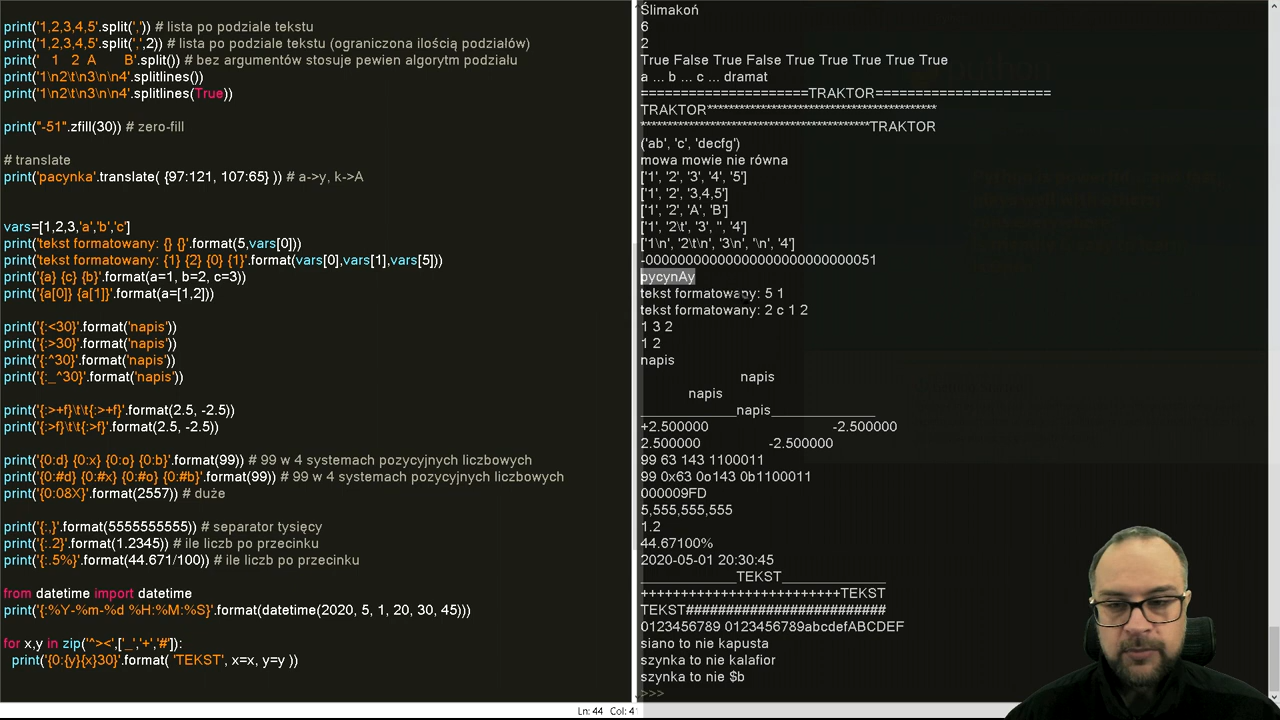 print('1,2,3,4,5'.split(',')) # lista po podziale tekstu
print('1,2,3,4,5'.split(',',2)) # lista po podziale tekstu (ograniczona ilością podziałów)
print('   1   2  A        B'.split()) # bez argumentów stosuje pewien algorytm podziału
print('1\n2\t\n3\n\n4'.splitlines())
print('1\n2\t\n3\n\n4'.splitlines(True))
print("-51".zfill(30)) # zero-fill
# translate
print('pacynka'.translate( {97:121, 107:65} )) # a->y, k->A
vars=[1,2,3,'a','b','c']
print('tekst formatowany: {} {}'.format(5,vars[0]))
print('tekst formatowany: {1} {2} {0} {1}'.format(vars[0],vars[1],vars[5]))
print('{a} {c} {b}'.format(a=1, b=2, c=3))
print('{a[0]} {a[1]}'.format(a=[1,2]))
print('{:<30}'.format('napis'))
print('{:>30}'.format('napis'))
print('{:^30}'.format('napis'))
print('{:_^30}'.format('napis'))
print('{:>+f}\t\t{:>+f}'.format(2.5, -2.5))
print('{:>f}\t\t{:>f}'.format(2.5, -2.5))
print('{0:d} {0:x} {0:o} {0:b}'.format(99)) # 99 w 4 systemach pozycyjnych liczbowych
print('{0:#d} {0:#x} {0:#o} {0:#b}'.format(99)) # 99 w 4 systemach pozycyjnych liczbowych
print('{0:08X}'.format(2557)) # duże
print('{:,}'.format(5555555555)) # separator tysięcy
print('{:.2}'.format(1.2345)) # ile liczb po przecinku
print('{:.5%}'.format(44.671/100)) # ile liczb po przecinku
from datetime import datetime
print('{:%Y-%m-%d %H:%M:%S}'.format(datetime(2020, 5, 1, 20, 30, 45)))
for x,y in zip('^><',['_','+','#']):
  print('{0:{y}{x}30}'.format( 'TEKST', x=x, y=y ))
Ln: 44 Col: 4
Ślimakoń
6
2
True False True False True True True True True
a ... b ... c ... dramat
=====================TRAKTOR======================
TRAKTOR*******************************************
*******************************************TRAKTOR
('ab', 'c', 'decfg')
mowa mowie nie równa
['1', '2', '3', '4', '5']
['1', '2', '3,4,5']
['1', '2', 'A', 'B']
['1', '2\t', '3', '', '4']
['1\n', '2\t\n', '3\n', '\n', '4']
-00000000000000000000000000051
pycynAy
tekst formatowany: 5 1
tekst formatowany: 2 c 1 2
1 3 2
1 2
napis
                         napis
            napis
____________napis_____________
+2.500000		-2.500000
2.500000		-2.500000
99 63 143 1100011
99 0x63 0o143 0b1100011
000009FD
5,555,555,555
1.2
44.67100%
2020-05-01 20:30:45
____________TEKST_____________
+++++++++++++++++++++++++TEKST
TEKST#########################
0123456789 0123456789abcdefABCDEF
siano to nie kapusta
szynka to nie kalafior
szynka to nie $b
>>>